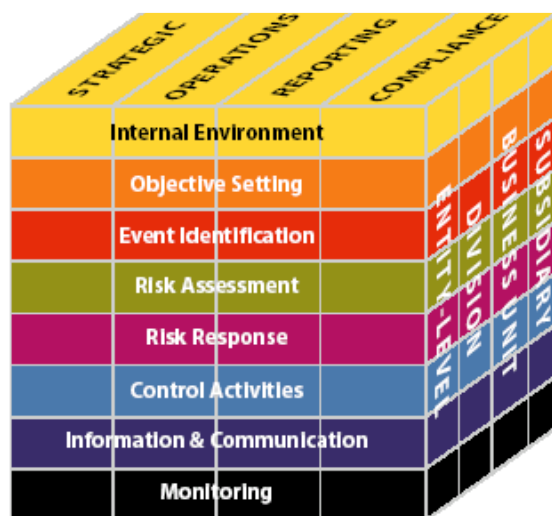 STRATEGIC
OPERATIONS
REPORTING
COMPLIANCE
Internal Environment
Objective Setting
Event Identification
Risk Assessment
Risk Response
Control Activities
Information & Communication
Monitoring
ENTITY-LEVEL
DIVISION
BUSINESS UNIT
SUBSIDIARY